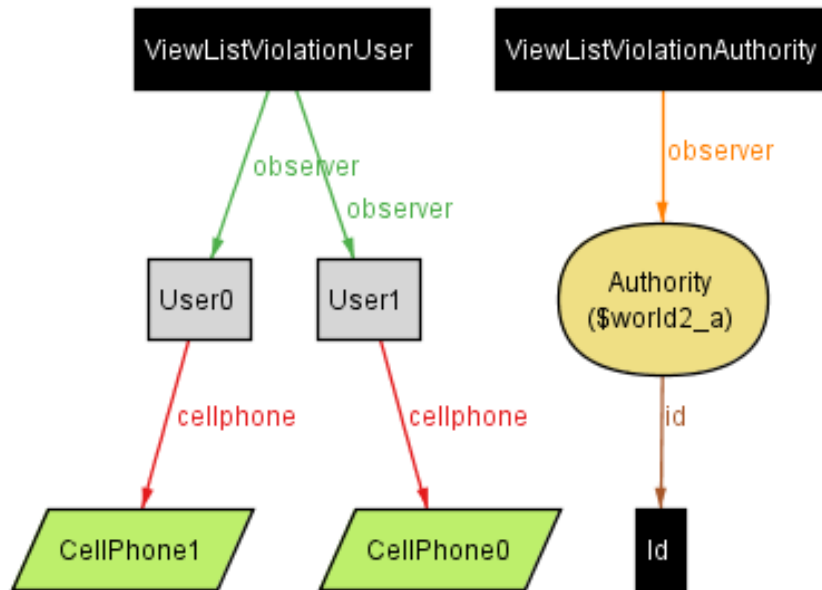 ViewListViolationUser
ViewListViolationAuthority
observer
observer
observer
User0
User1
Authority
($world2_a)
cellphone
cellphone
id
CellPhone1
CellPhone0
Id